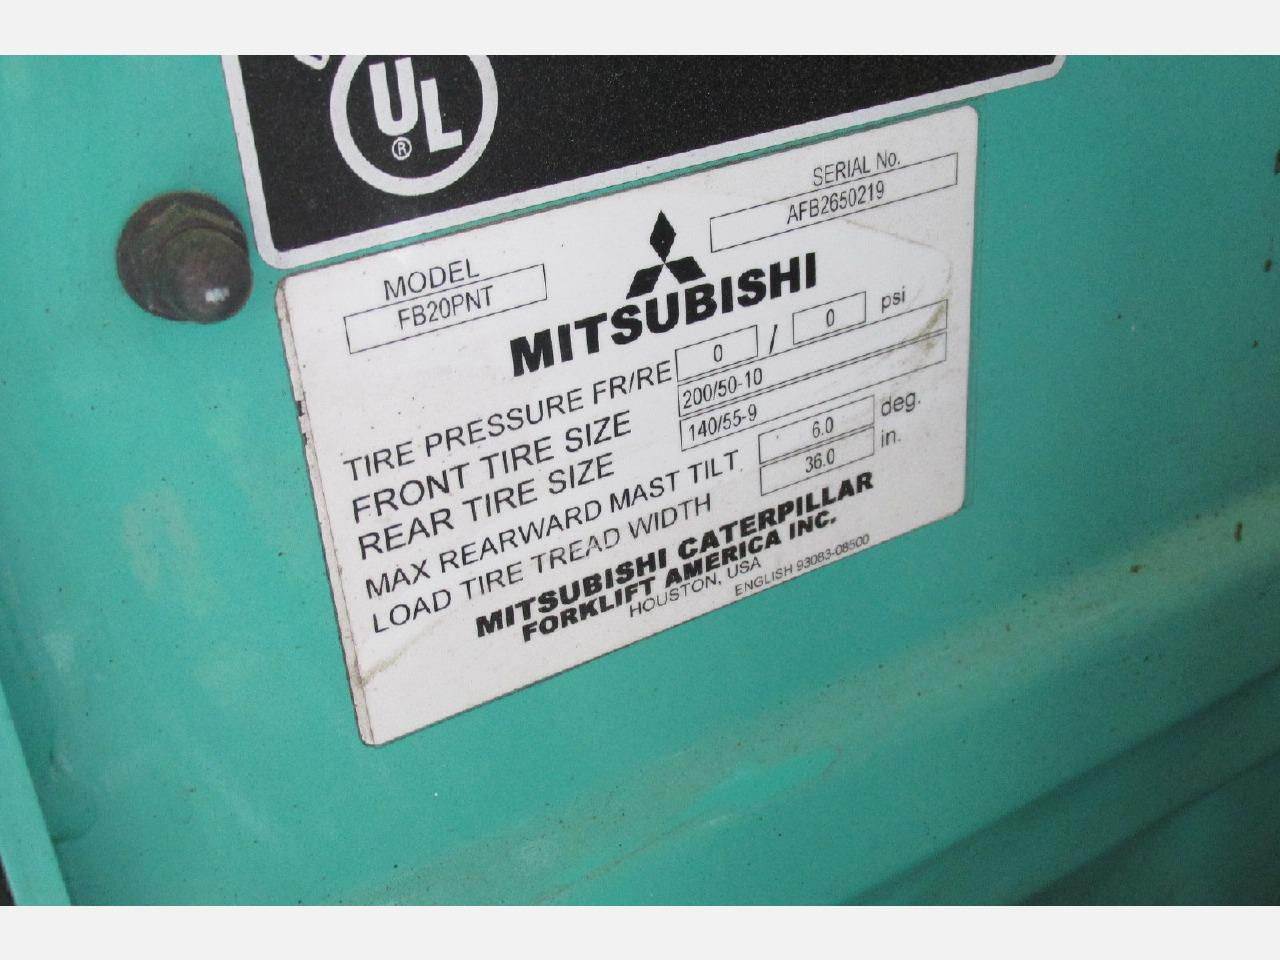 UL
®
MODEL
FB20PNT
SERIAL No.
AFB2650219
MITSUBISHI
TIRE PRESSURE FR/RE 0 / 0 psi
FRONT TIRE SIZE 200/50-10
REAR TIRE SIZE 140/55-9
MAX REARWARD MAST TILT 6.0 deg.
LOAD TIRE TREAD WIDTH 36.0 in.
MITSUBISHI CATERPILLAR
FORKLIFT AMERICA INC.
HOUSTON, USA
ENGLISH 93083-08500